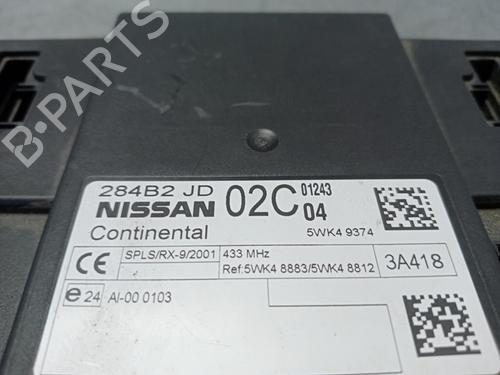 284B2 JD
NISSAN 02C 01243 04
Continental 5WK4 9374
CE SPLS/RX-9/2001 433 MHz
Ref:5WK4 8883/5WK4 8812 3A418
e24 AI-00 0103
B-PARTS